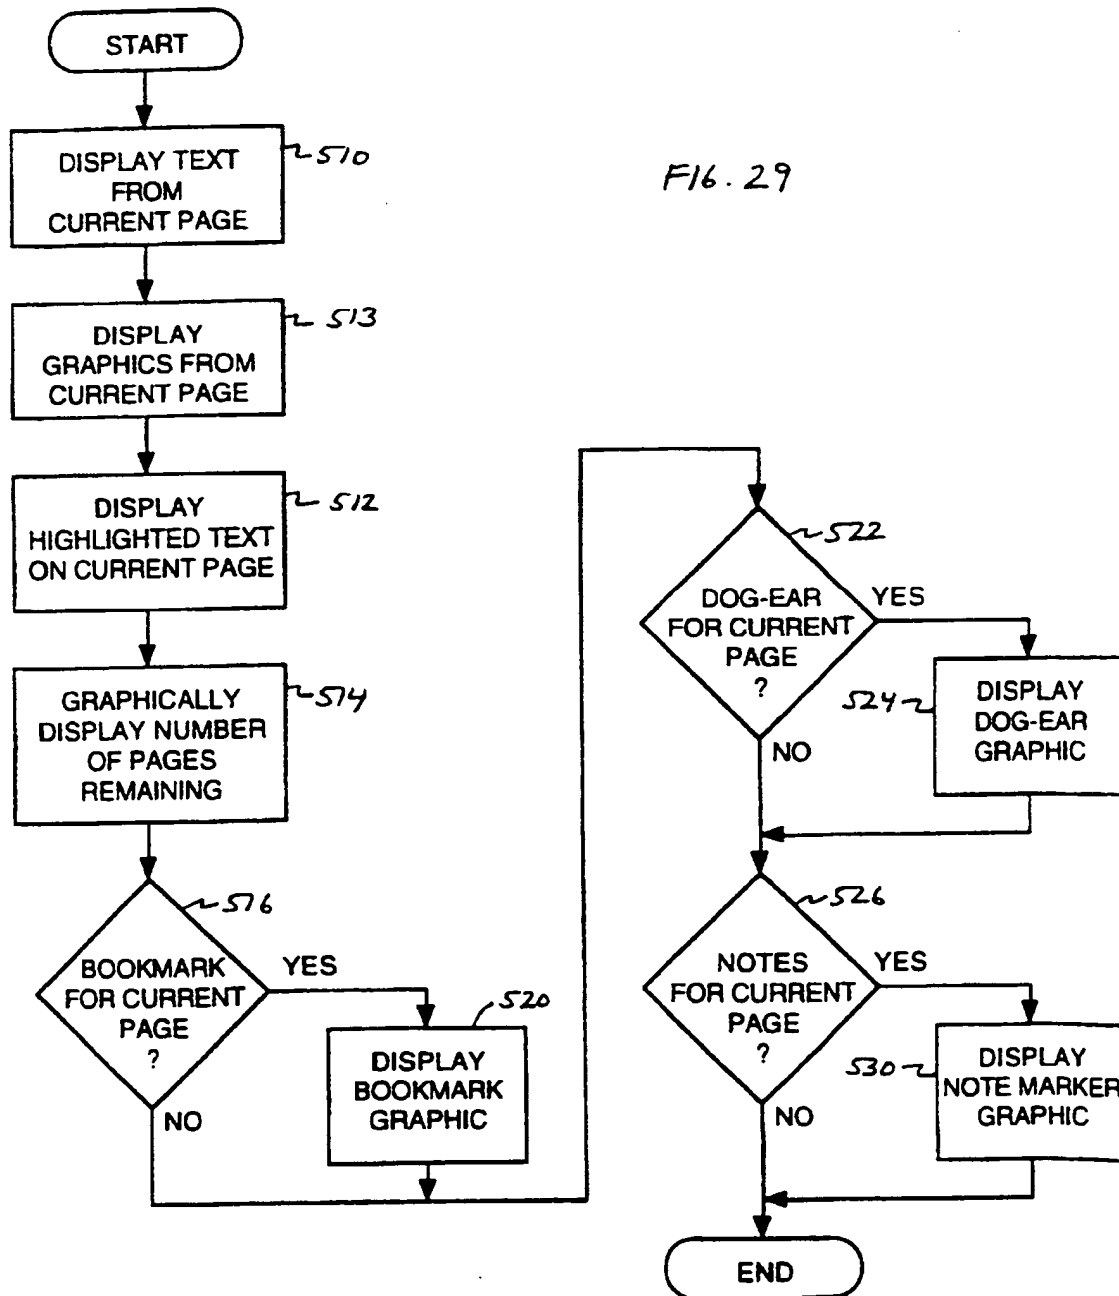 START
DISPLAY TEXT
FROM
CURRENT PAGE
510
FIG. 29
DISPLAY
GRAPHICS FROM
CURRENT PAGE
513
DISPLAY
HIGHLIGHTED TEXT
ON CURRENT PAGE
512
GRAPHICALLY
DISPLAY NUMBER
OF PAGES
REMAINING
514
BOOKMARK
FOR CURRENT
PAGE
?
516
YES
NO
DISPLAY
BOOKMARK
GRAPHIC
520
DOG-EAR
FOR CURRENT
PAGE
?
522
YES
NO
DISPLAY
DOG-EAR
GRAPHIC
524
NOTES
FOR CURRENT
PAGE
?
526
YES
NO
DISPLAY
NOTE MARKER
GRAPHIC
530
END